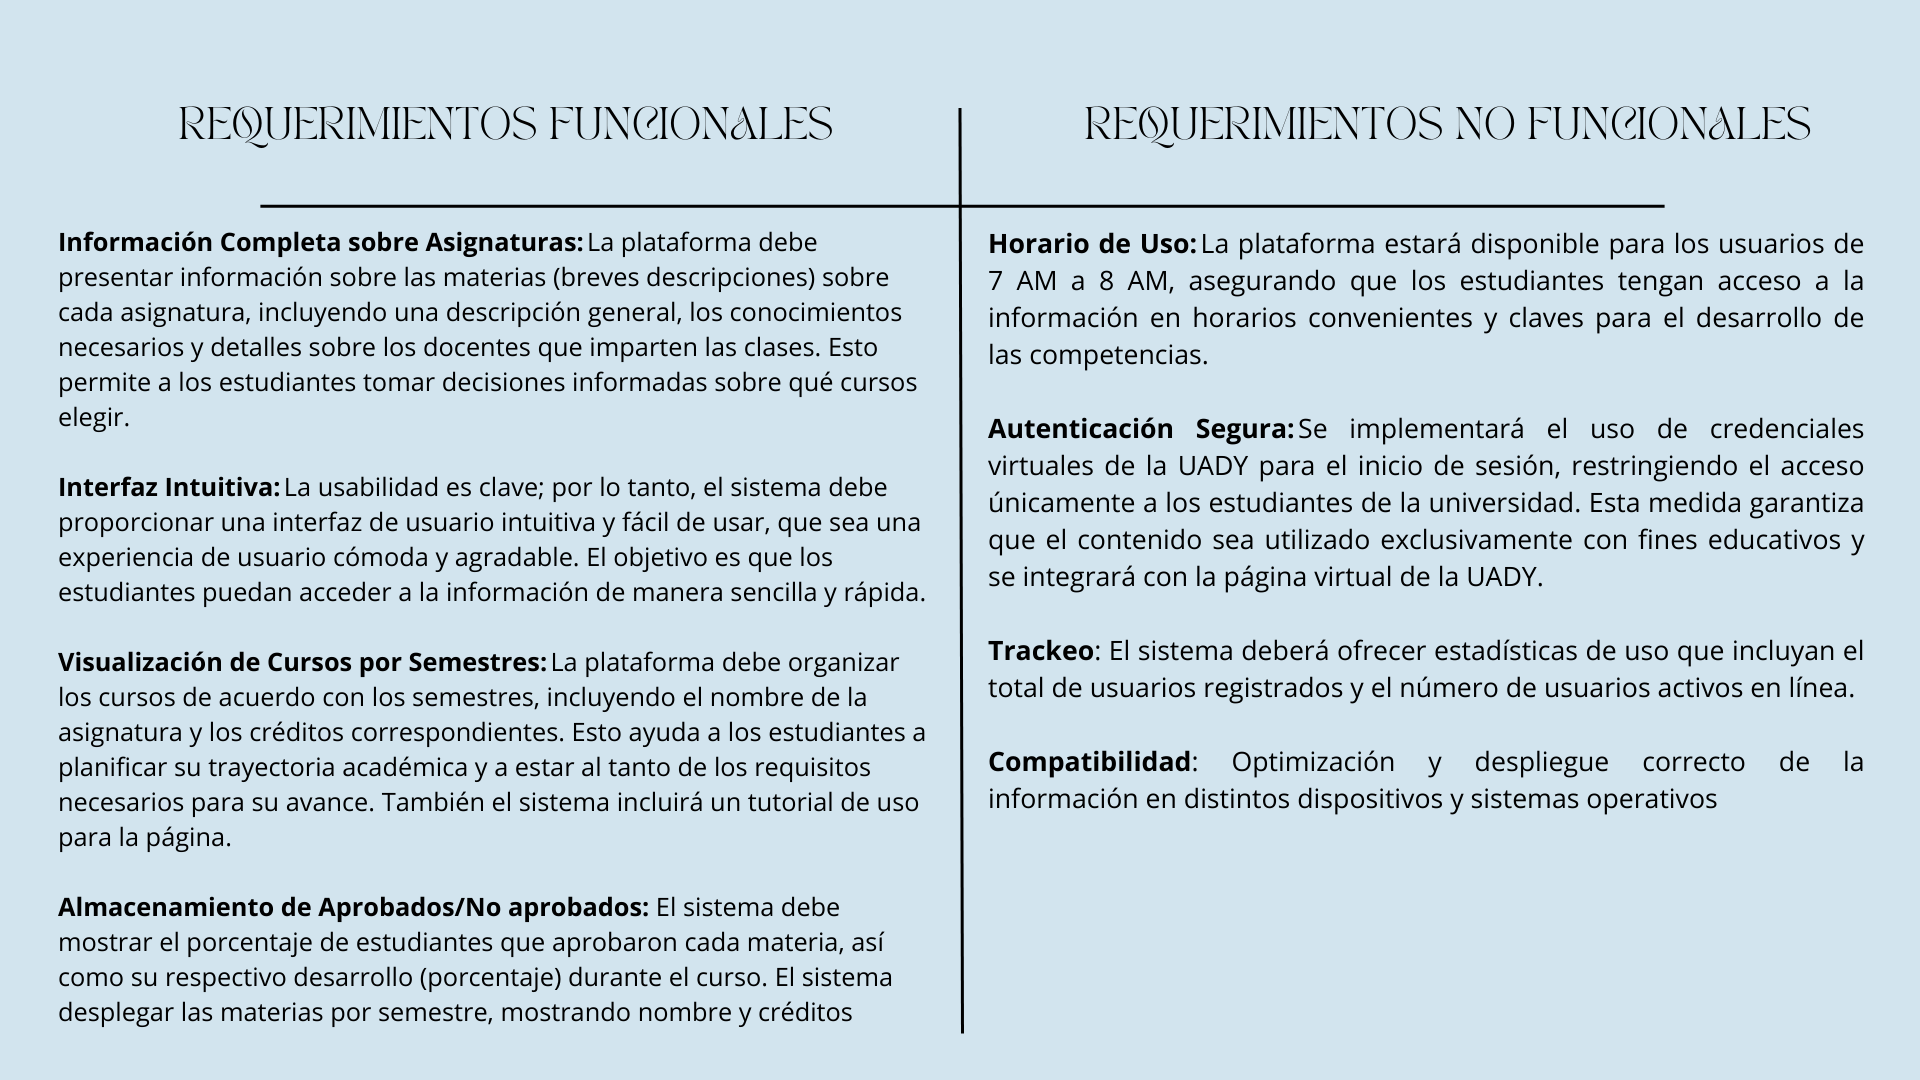 REQUERIMIENTOS FUNCIONALES
Información Completa sobre Asignaturas: La plataforma debe
presentar información sobre las materias (breves descripciones) sobre
cada asignatura, incluyendo una descripción general, los conocimientos
necesarios y detalles sobre los docentes que imparten las clases. Esto
permite a los estudiantes tomar decisiones informadas sobre qué cursos
elegir.
Interfaz Intuitiva: La usabilidad es clave; por lo tanto, el sistema debe
proporcionar una interfaz de usuario intuitiva y fácil de usar, que sea una
experiencia de usuario cómoda y agradable. El objetivo es que los
estudiantes puedan acceder a la información de manera sencilla y rápida.
Visualización de Cursos por Semestres: La plataforma debe organizar
los cursos de acuerdo con los semestres, incluyendo el nombre de la
asignatura y los créditos correspondientes. Esto ayuda a los estudiantes a
planificar su trayectoria académica y a estar al tanto de los requisitos
necesarios para su avance. También el sistema incluirá un tutorial de uso
para la página.
Almacenamiento de Aprobados/No aprobados: El sistema debe
mostrar el porcentaje de estudiantes que aprobaron cada materia, así
como su respectivo desarrollo (porcentaje) durante el curso. El sistema
desplegar las materias por semestre, mostrando nombre y créditos
REQUERIMIENTOS NO FUNCIONALES
Horario de Uso: La plataforma estará disponible para los usuarios de
7 AM a 8 AM, asegurando que los estudiantes tengan acceso a la
información en horarios convenientes y claves para el desarrollo de
las competencias.
Autenticación Segura: Se implementará el uso de credenciales
virtuales de la UADY para el inicio de sesión, restringiendo el acceso
únicamente a los estudiantes de la universidad. Esta medida garantiza
que el contenido sea utilizado exclusivamente con fines educativos y
se integrará con la página virtual de la UADY.
Trackeo: El sistema deberá ofrecer estadísticas de uso que incluyan el
total de usuarios registrados y el número de usuarios activos en línea.
Compatibilidad: Optimización y despliegue correcto de la
información en distintos dispositivos y sistemas operativos